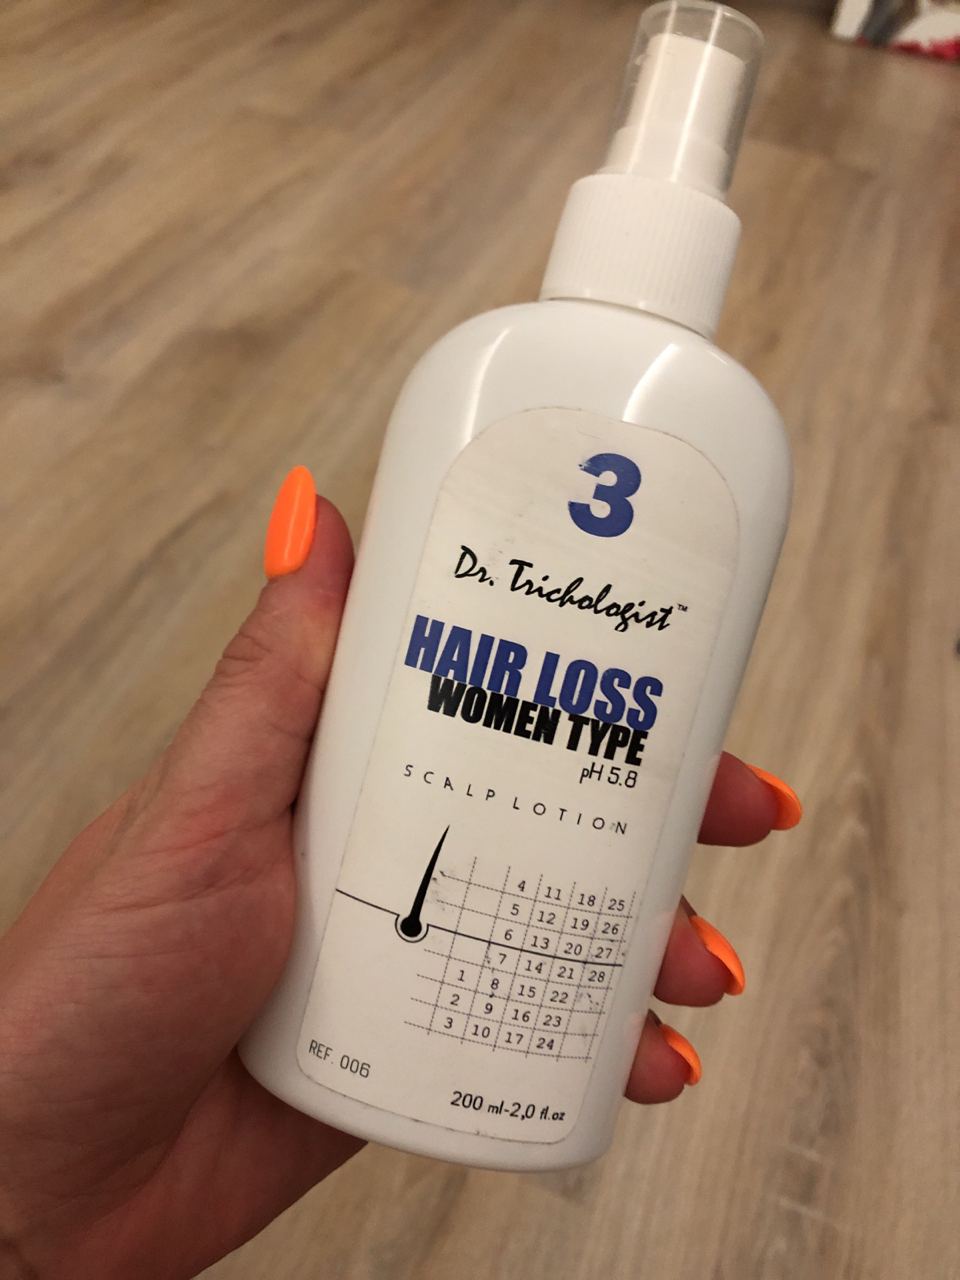 3
Dr. Trichologist™
HAIR LOSS
WOMEN TYPE
pH 5.8
SCALP LOTION
4 11 18 25
5 12 19 26
6 13 20 27
7 14 21 28
1 8 15 22
2 9 16 23
3 10 17 24
REF. 006
200 ml-2,0 fl.oz